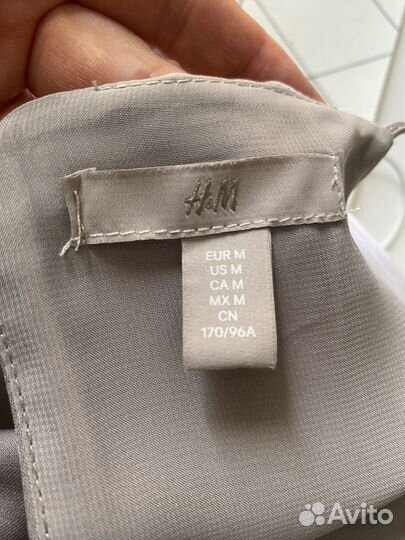 H&M
EUR M
US M
CA M
MX M
CN
170/96A
Avito